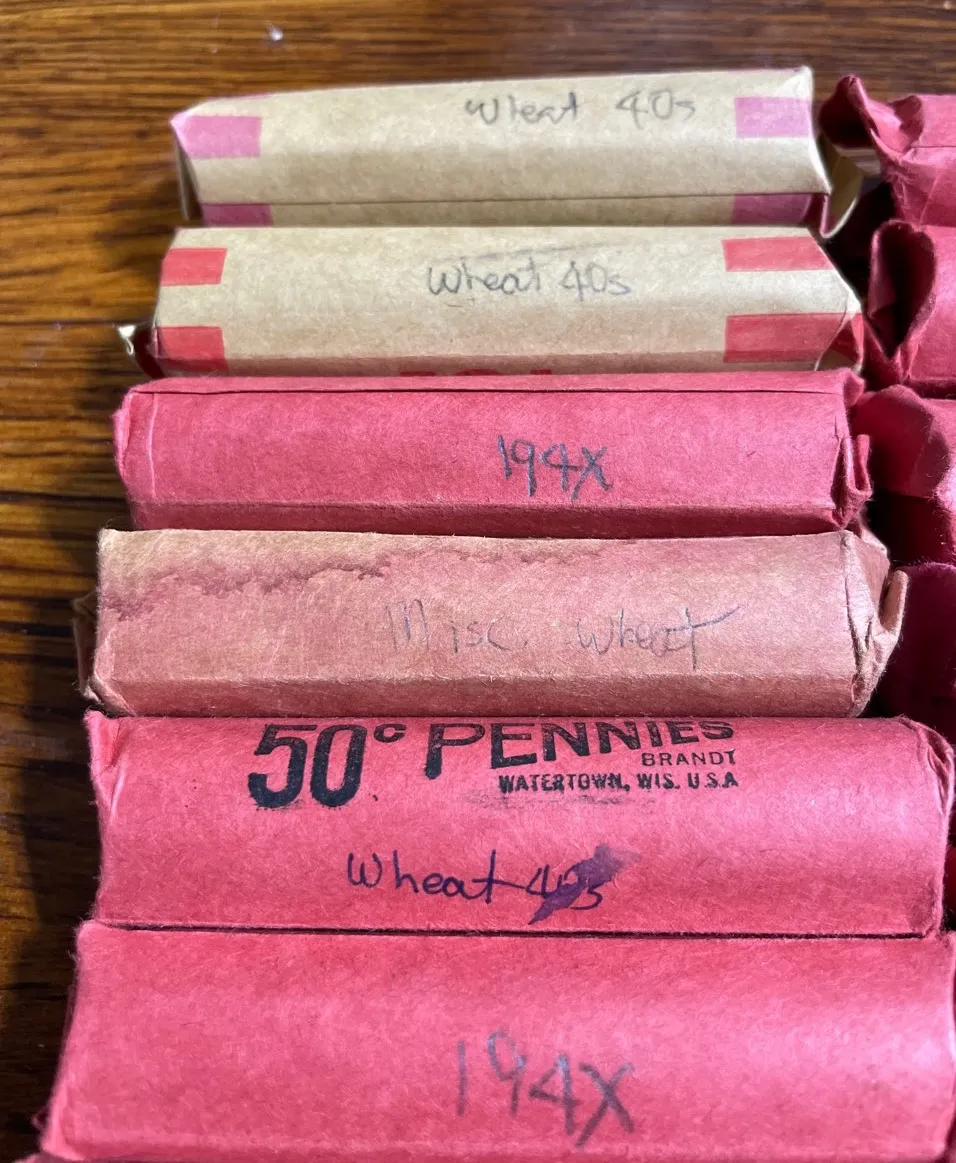 Wheat 40s
Wheat 40s
194X
Misc. Wheat
50¢ PENNIES
BRANDT
WATERTOWN, WIS. U.S.A
Wheat 40s
194X